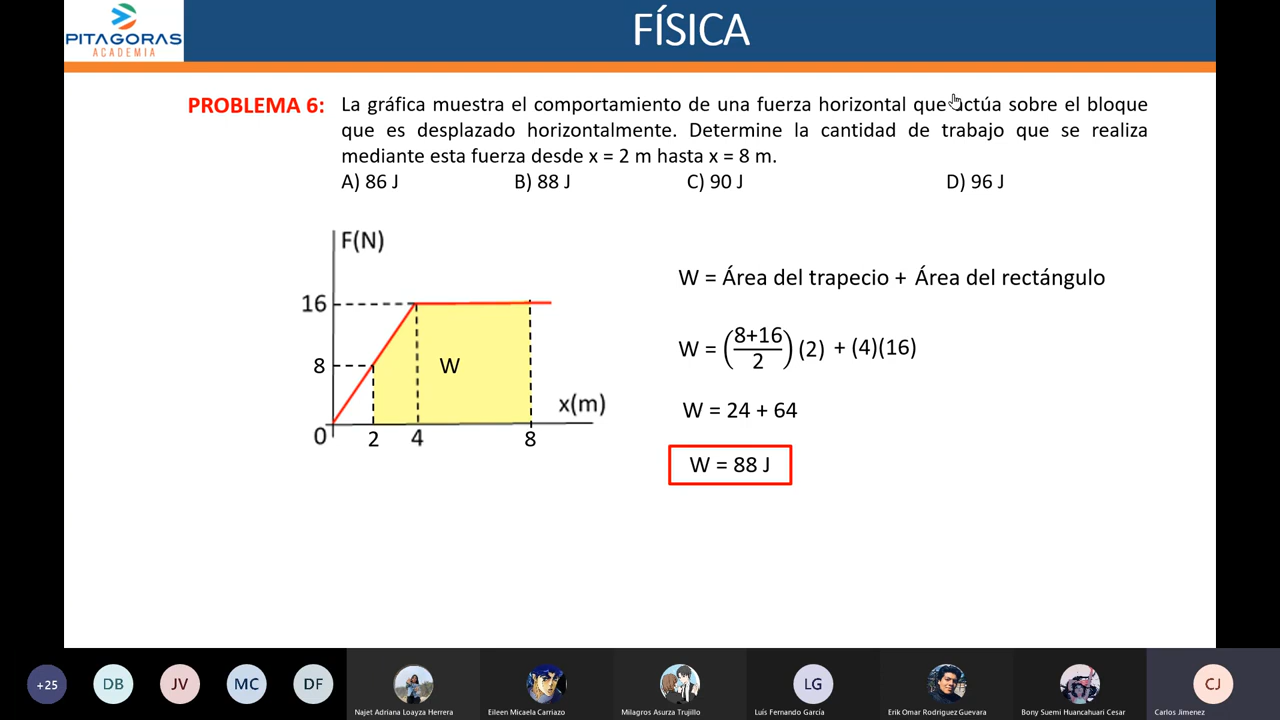 PITAGORAS
ACADEMIA
FÍSICA
PROBLEMA 6: La gráfica muestra el comportamiento de una fuerza horizontal que actúa sobre el bloque
que es desplazado horizontalmente. Determine la cantidad de trabajo que se realiza
mediante esta fuerza desde x = 2 m hasta x = 8 m.
A) 86 J B) 88 J C) 90 J D) 96 J
F(N)
16
8
W
x(m)
0 2 4 8
W = Área del trapecio + Área del rectángulo
W = ((8+16)/2) (2) + (4)(16)
W = 24 + 64
W = 88 J
+25 DB JV MC DF LG CJ
Najet Adriana Loayza Herrera Eileen Micaela Carriazo Milagros Asurza Trujillo Luis Fernando García Erik Omar Rodriguez Guevara Bony Suemi Huancahuari Cesar Carlos Jimenez